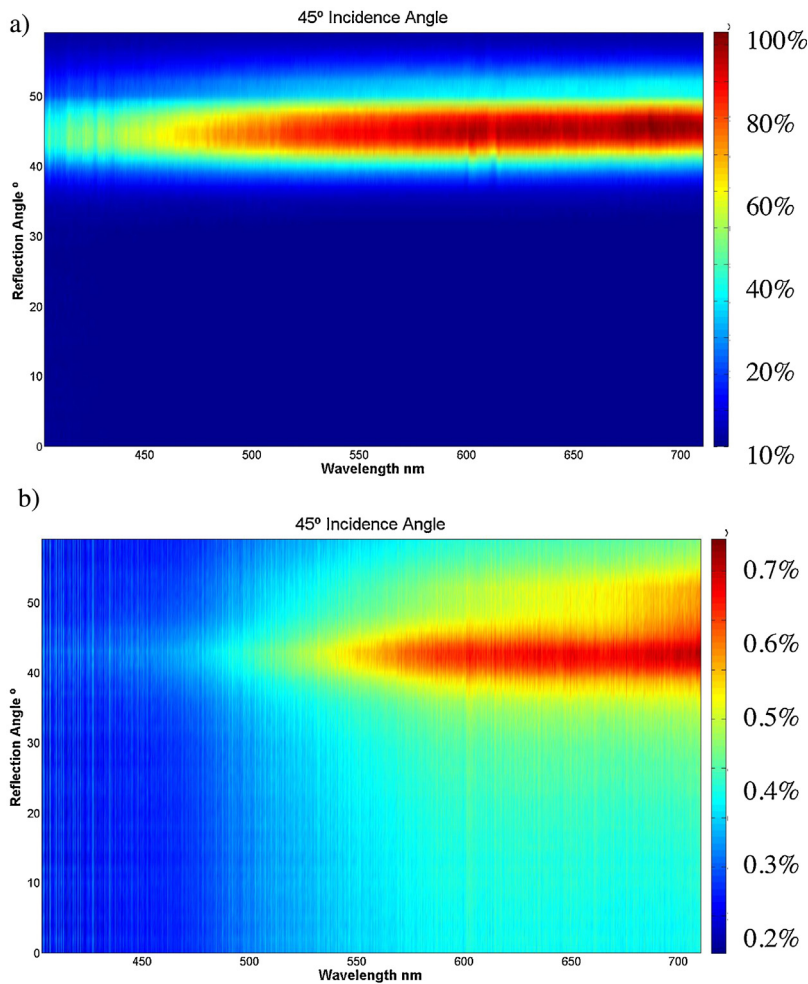 a)
45º Incidence Angle
Reflection Angle º
50
40
30
20
10
0
450 500 550 600 650 700
Wavelength nm
100%
80%
60%
40%
20%
10%
b)
45º Incidence Angle
Reflection Angle º
50
40
30
20
10
0
450 500 550 600 650 700
Wavelength nm
0.7%
0.6%
0.5%
0.4%
0.3%
0.2%